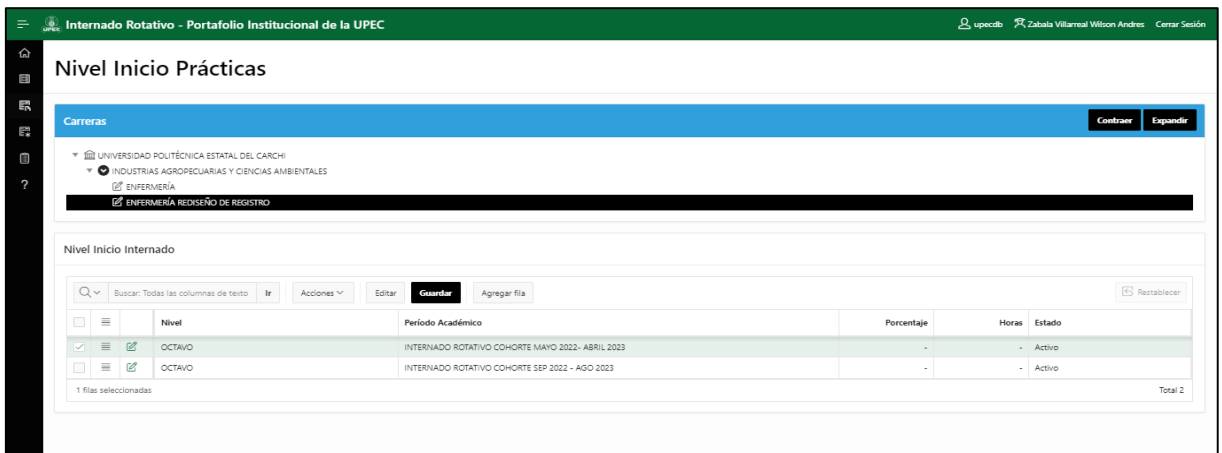 UPEC Internado Rotativo - Portafolio Institucional de la UPEC upecdb Zabala Villarreal Wilson Andres Cerrar Sesión
Nivel Inicio Prácticas
Carreras Contraer Expandir
UNIVERSIDAD POLITÉCNICA ESTATAL DEL CARCHI
INDUSTRIAS AGROPECUARIAS Y CIENCIAS AMBIENTALES
ENFERMERÍA
ENFERMERÍA REDISEÑO DE REGISTRO
Nivel Inicio Internado
Buscar: Todas las columnas de texto Ir Acciones Editar Guardar Agregar fila Restablecer
Nivel Período Académico Porcentaje Horas Estado
OCTAVO INTERNADO ROTATIVO COHORTE MAYO 2022- ABRIL 2023 - - Activo
OCTAVO INTERNADO ROTATIVO COHORTE SEP 2022 - AGO 2023 - - Activo
1 filas seleccionadas Total 2